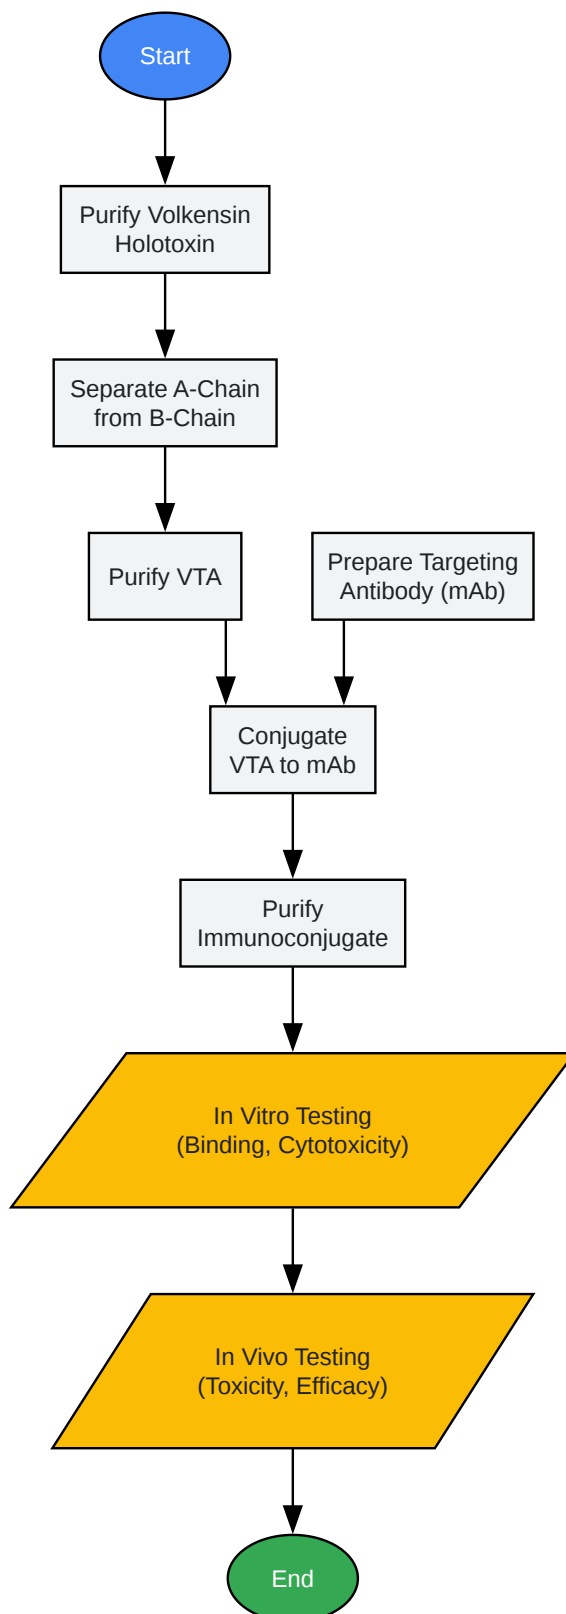 Start
Purify Volkensin
Holotoxin
Separate A-Chain
from B-Chain
Purify VTA
Prepare Targeting
Antibody (mAb)
Conjugate
VTA to mAb
Purify
Immunoconjugate
In Vitro Testing
(Binding, Cytotoxicity)
In Vivo Testing
(Toxicity, Efficacy)
End